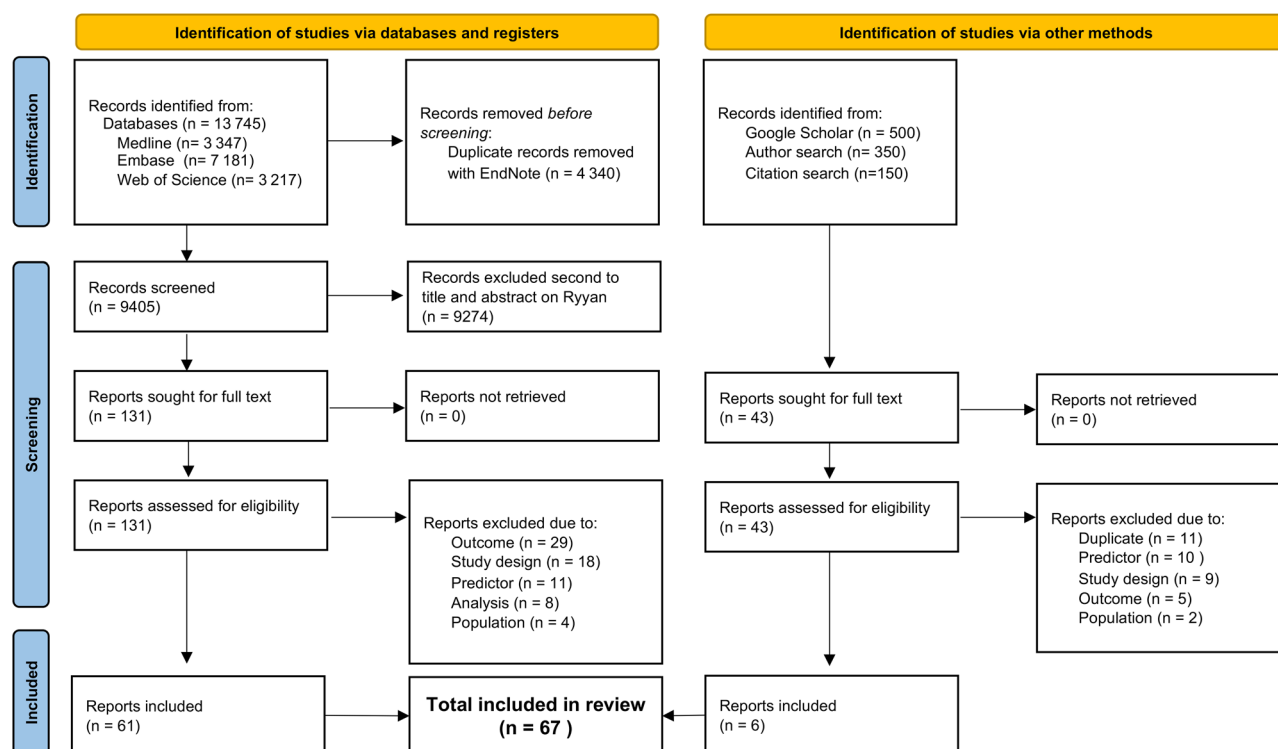 Identification of studies via databases and registers
Identification of studies via other methods
Identification
Records identified from:
Databases (n = 13 745)
Medline (n= 3 347)
Embase (n= 7 181)
Web of Science (n= 3 217)
Records removed before
screening:
Duplicate records removed
with EndNote (n = 4 340)
Records identified from:
Google Scholar (n = 500)
Author search (n= 350)
Citation search (n=150)
Screening
Records screened
(n = 9405)
Records excluded second to
title and abstract on Ryyan
(n = 9274)
Reports sought for full text
(n = 131)
Reports not retrieved
(n = 0)
Reports sought for full text
(n = 43)
Reports not retrieved
(n = 0)
Reports assessed for eligibility
(n = 131)
Reports excluded due to:
Outcome (n = 29)
Study design (n = 18)
Predictor (n = 11)
Analysis (n = 8)
Population (n = 4)
Reports assessed for eligibility
(n = 43)
Reports excluded due to:
Duplicate (n = 11)
Predictor (n = 10 )
Study design (n = 9)
Outcome (n = 5)
Population (n = 2)
Included
Reports included
(n = 61)
Total included in review
(n = 67 )
Reports included
(n = 6)